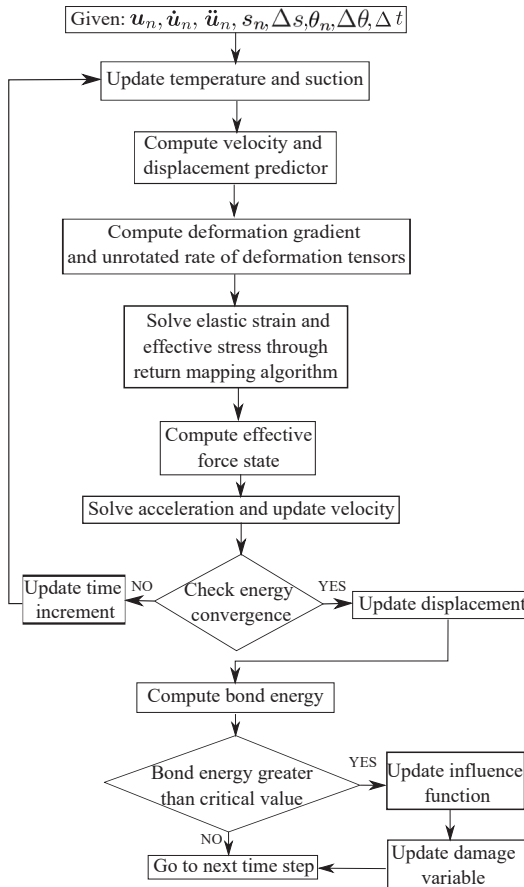 Given: u_n, u̇_n, ü_n, s_n, Δs, θ_n, Δθ, Δt
Update temperature and suction
Compute velocity and
displacement predictor
Compute deformation gradient
and unrotated rate of deformation tensors
Solve elastic strain and
effective stress through
return mapping algorithm
Compute effective
force state
Solve acceleration and update velocity
Check energy
convergence
NO
YES
Update time
increment
Update displacement
Compute bond energy
Bond energy greater
than critical value
YES
NO
Update influence
function
Update damage
variable
Go to next time step